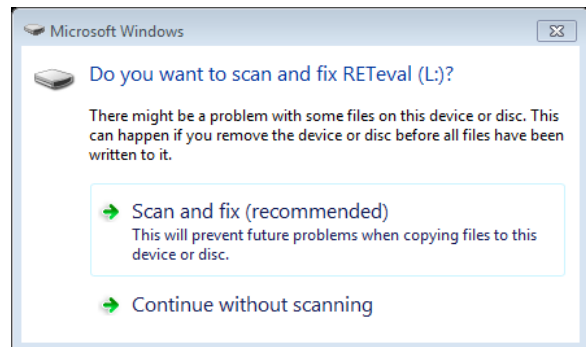 Microsoft Windows
Do you want to scan and fix RETeval (L:)?
There might be a problem with some files on this device or disc. This
can happen if you remove the device or disc before all files have been
written to it.
Scan and fix (recommended)
This will prevent future problems when copying files to this
device or disc.
Continue without scanning